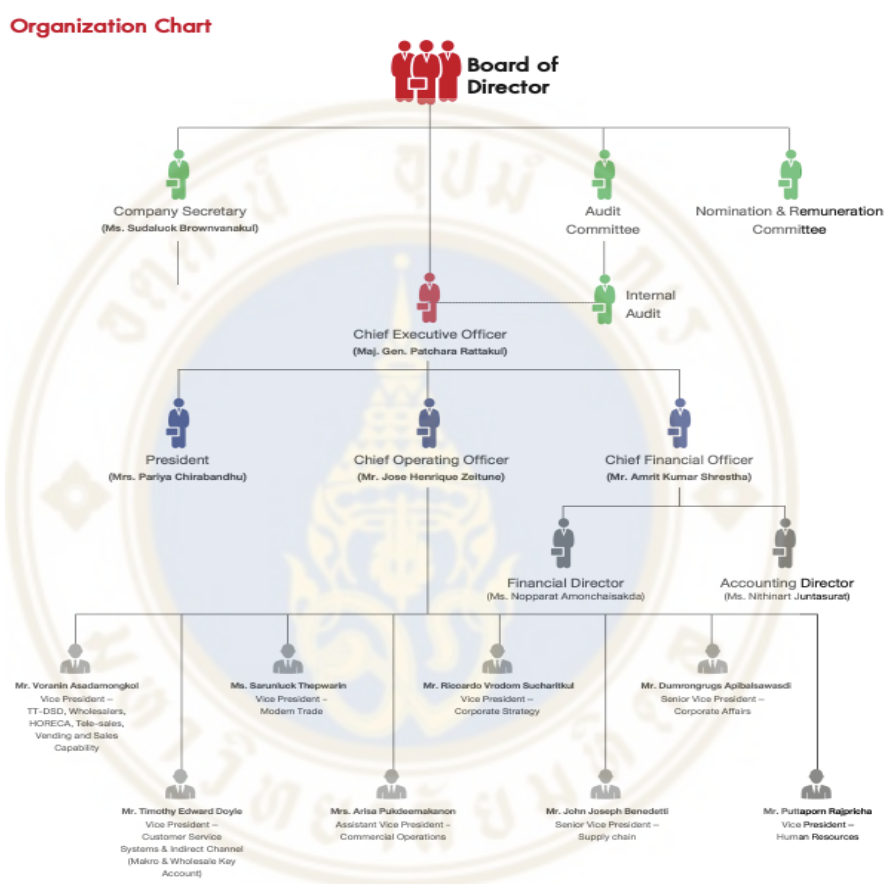 Organization Chart
Board of
Director
Company Secretary
(Ms. Sudaluck Brownvanakul)
Audit
Committee
Nomination & Remuneration
Committee
Internal
Audit
Chief Executive Officer
(Maj. Gen. Patchara Rattakul)
President
(Mrs. Pariya Chirabandhu)
Chief Operating Officer
(Mr. Jose Henrique Zeitune)
Chief Financial Officer
(Mr. Amrit Kumar Shrestha)
Financial Director
(Ms. Nopparat Amonchaisakda)
Accounting Director
(Ms. Nithinart Juntasurat)
Mr. Voranin Asadamongkol
Vice President –
TT-DSD, Wholesalers,
HORECA, Tele-sales,
Vending and Sales
Capability
Ms. Sarunluck Thepwarin
Vice President –
Modern Trade
Mr. Riccardo Vrodom Sucharitkul
Vice President –
Corporate Strategy
Mr. Dumrongrugs Apibalsawasdi
Senior Vice President –
Corporate Affairs
Mr. Timothy Edward Doyle
Vice President –
Customer Service
Systems & Indirect Channel
(Makro & Wholesale Key
Account)
Mrs. Arisa Pukdeemakanon
Assistant Vice President –
Commercial Operations
Mr. John Joseph Benedetti
Senior Vice President –
Supply chain
Mr. Puttaporn Rajpricha
Vice President –
Human Resources